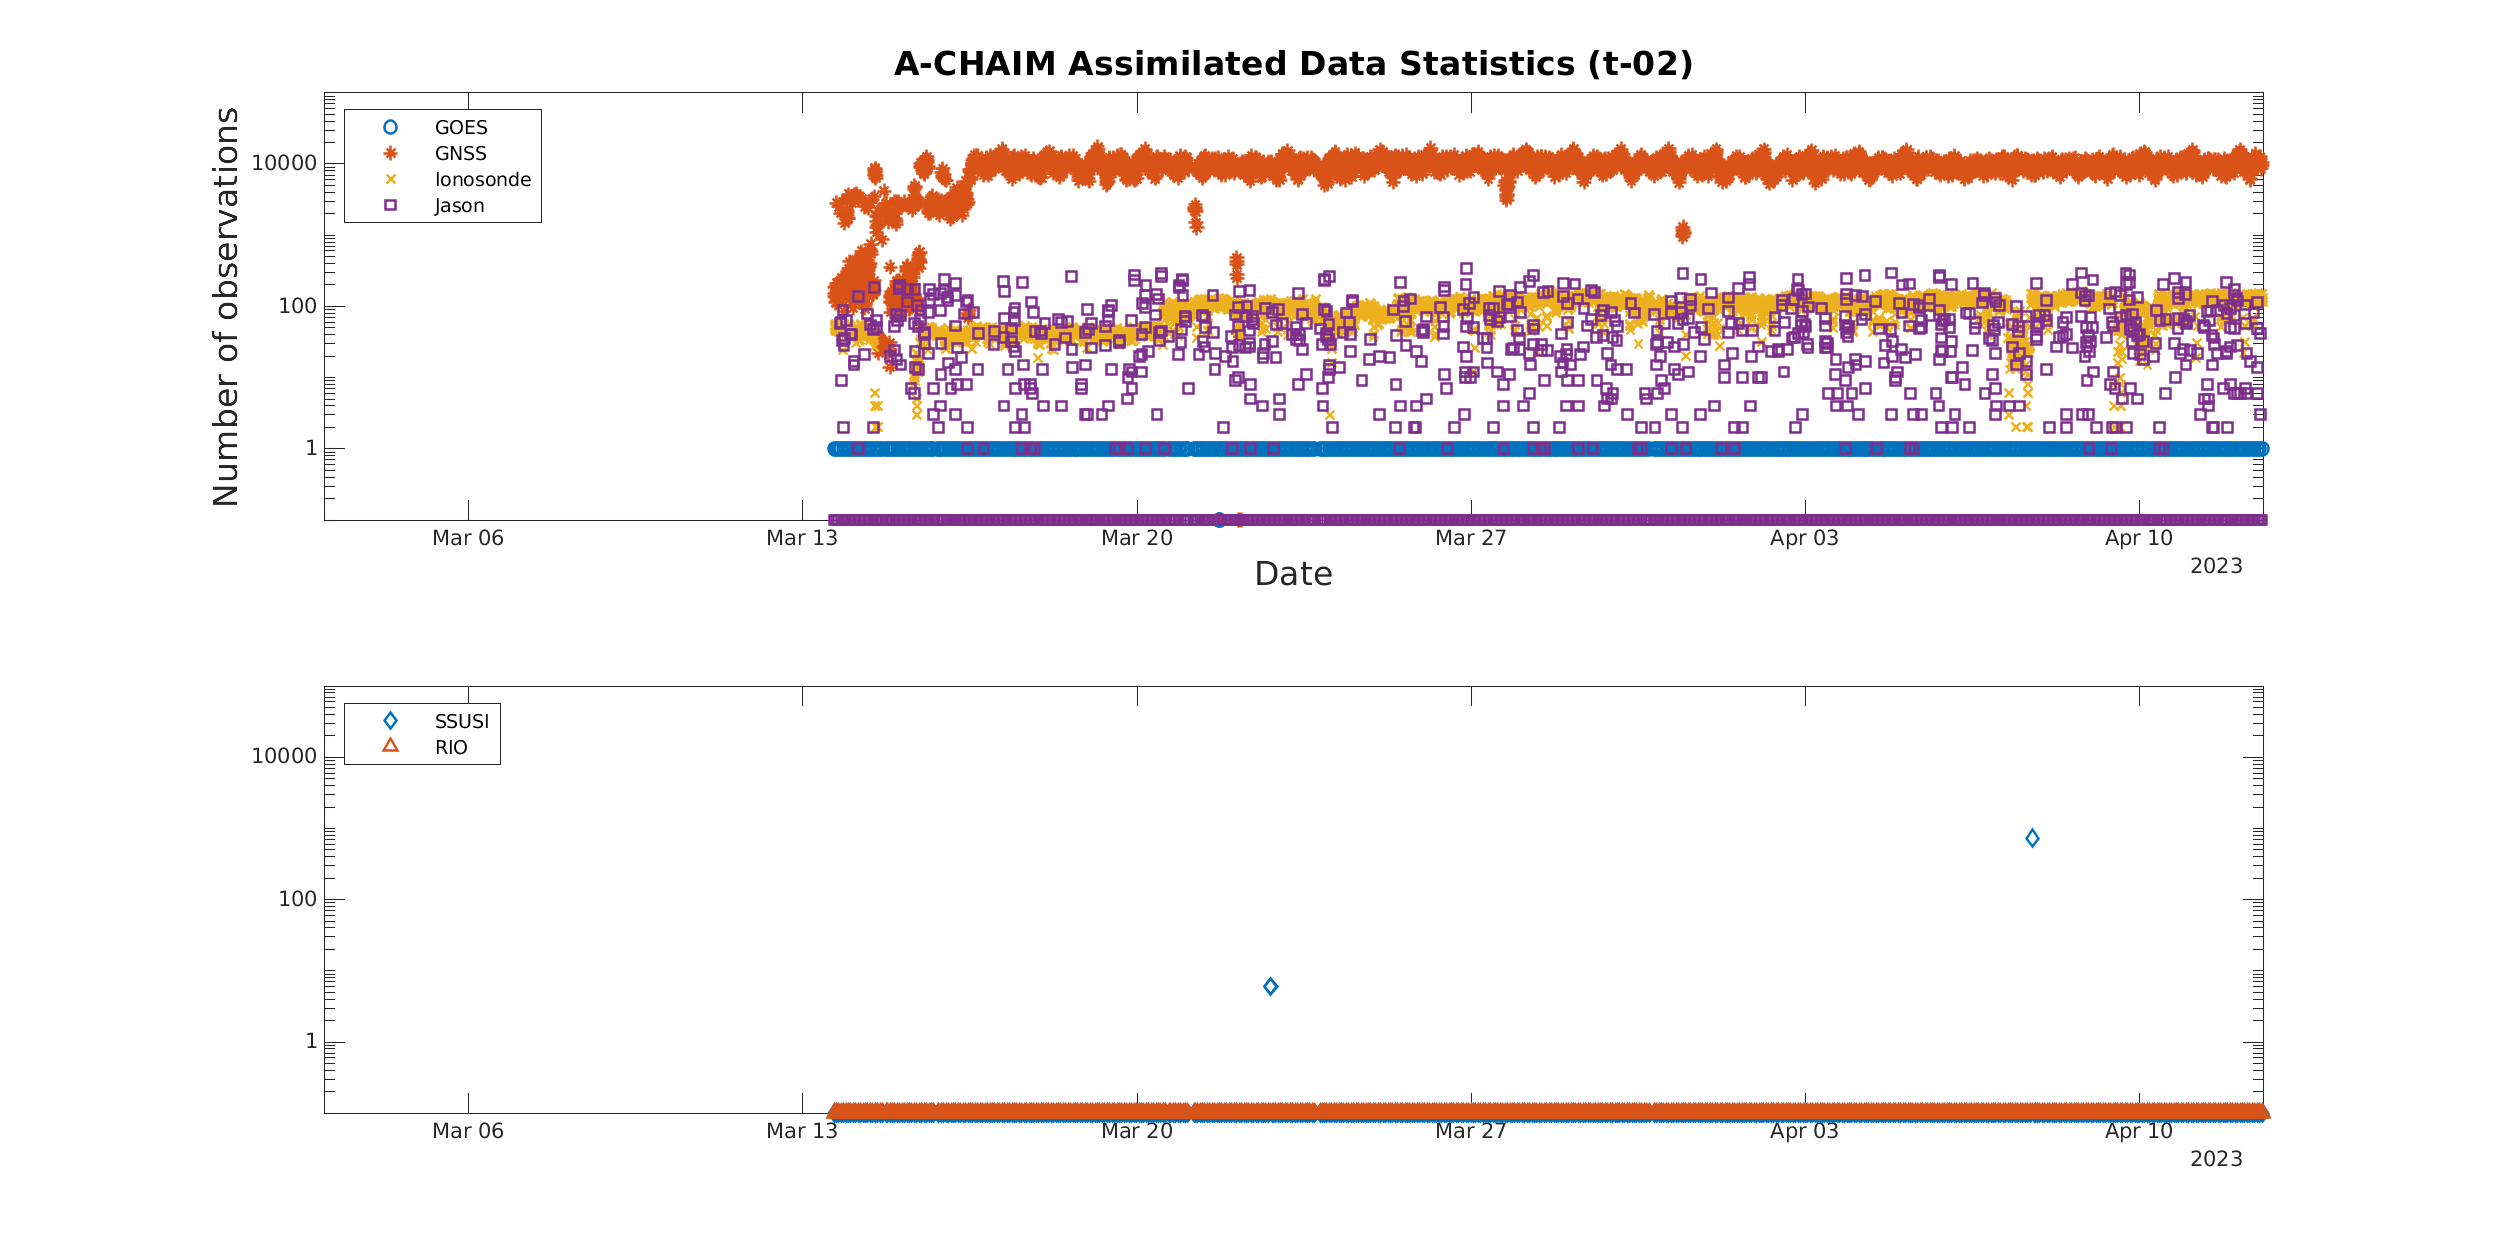 A-CHAIM Assimilated Data Statistics (t-02)
Number of observations
10000
100
1
GOES
GNSS
Ionosonde
Jason
Mar 06
Mar 13
Mar 20
Mar 27
Apr 03
Apr 10
2023
Date
10000
100
1
SSUSI
RIO
Mar 06
Mar 13
Mar 20
Mar 27
Apr 03
Apr 10
2023